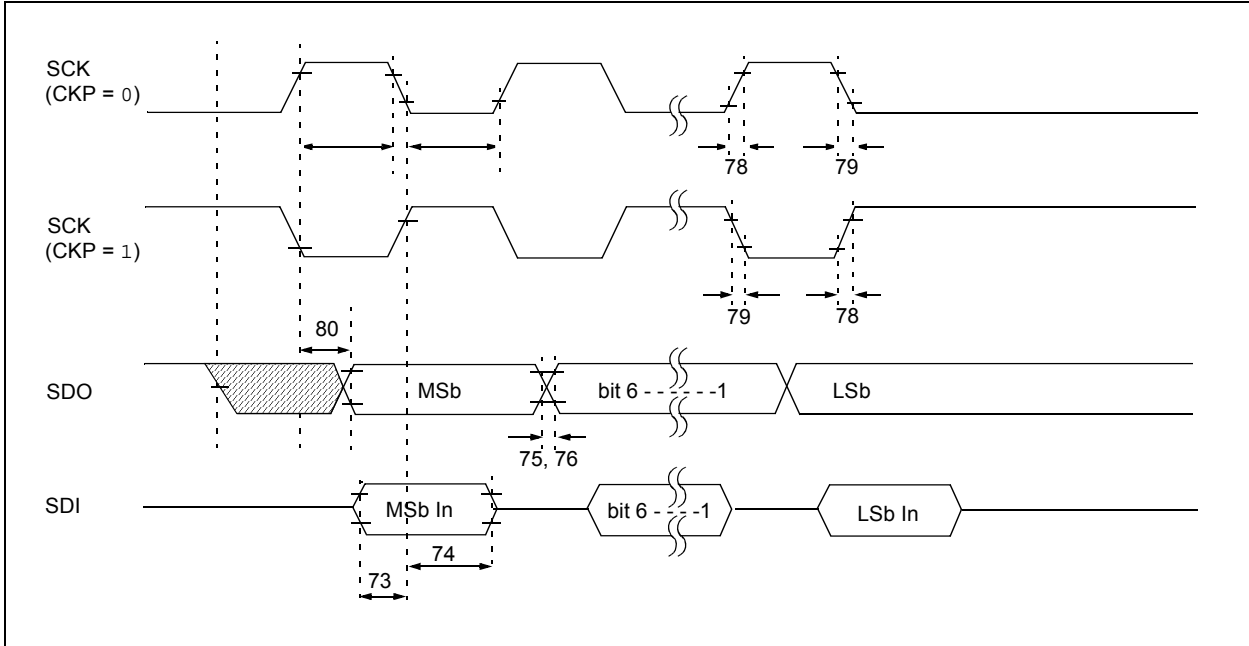 SCK
(CKP = 0)
78
79
SCK
(CKP = 1)
79
78
80
SDO
MSb
bit 6 - - - - - -1
LSb
75, 76
SDI
MSb In
bit 6 - - - -1
LSb In
74
73